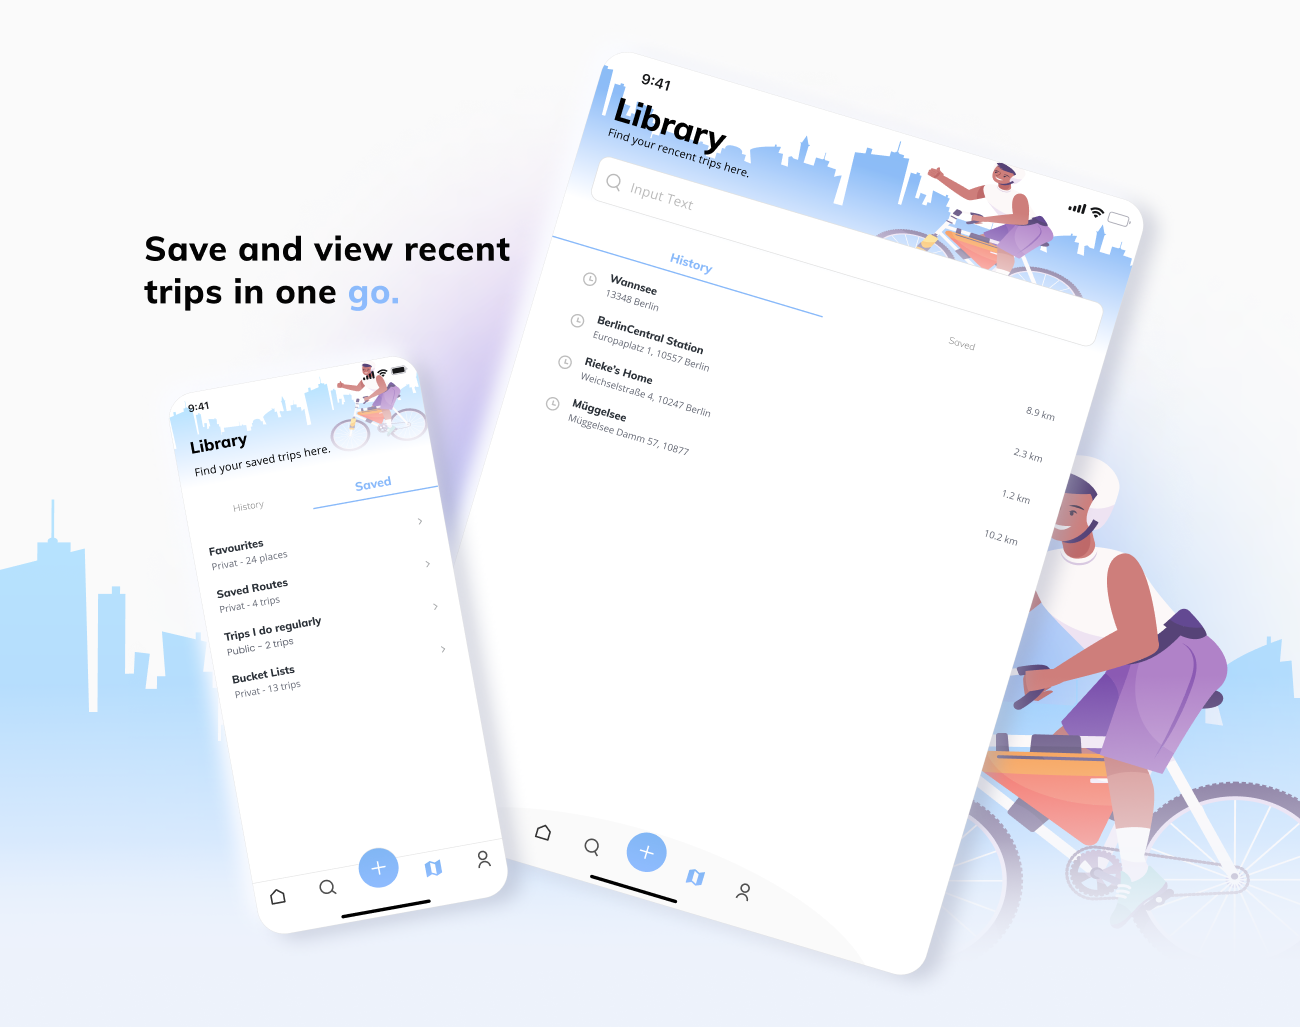 Save and view recent
trips in one go.
9:41
Library
Find your saved trips here.
History
Saved
Favourites
Privat - 24 places
Saved Routes
Privat - 4 trips
Trips I do regularly
Public - 2 trips
Bucket Lists
Privat - 13 trips
9:41
Library
Find your rencent trips here.
Input Text
History
Saved
Wannsee
13348 Berlin
8.9 km
BerlinCentral Station
Europaplatz 1, 10557 Berlin
2.3 km
Rieke's Home
Weichselstraße 4, 10247 Berlin
1.2 km
Müggelsee
Müggelsee Damm 57, 10877
10.2 km